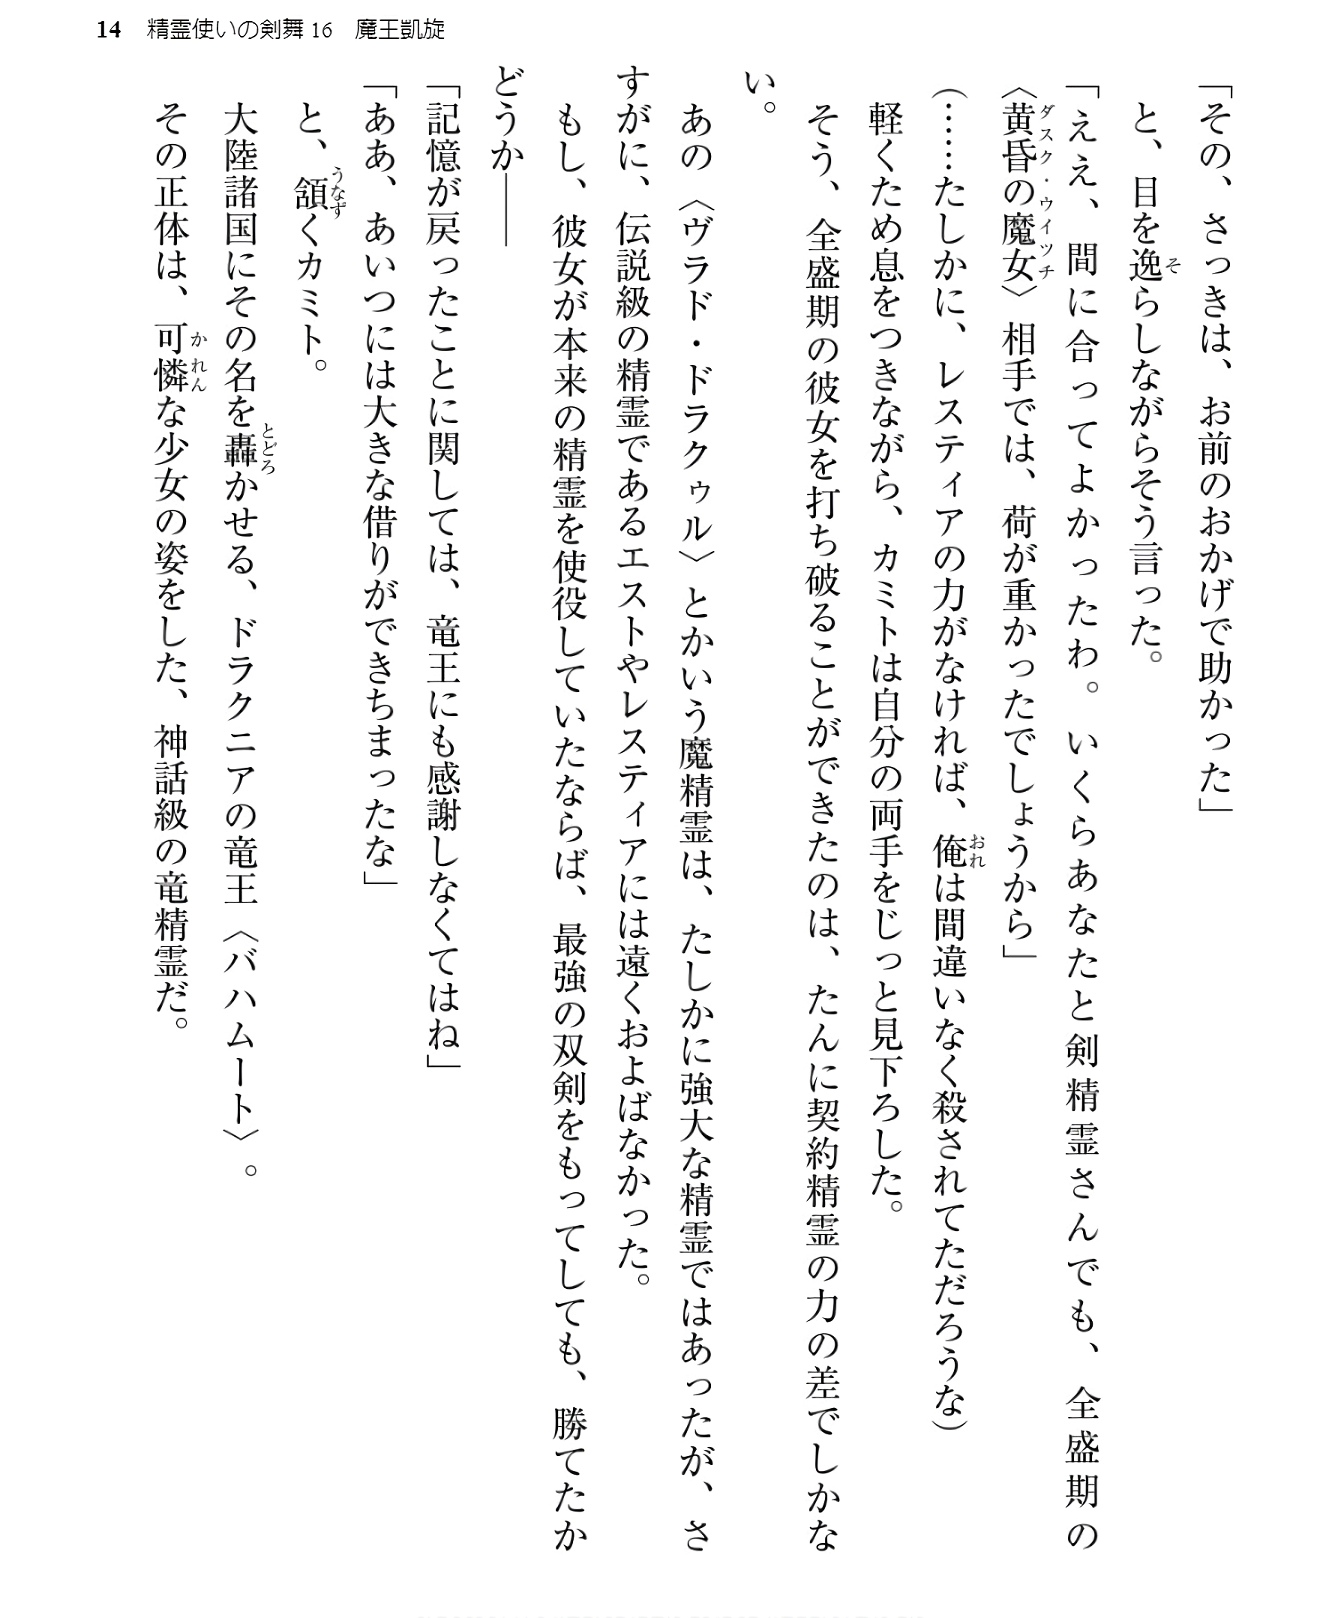 14 精霊使いの剣舞16 魔王凱旋
「その、さっきは、お前のおかげで助かった」
と、目を逸らしながらそう言った。
「ええ、間に合ってよかったわ。いくらあなたと剣精霊さんでも、全盛期の
〈黄昏の魔女〉相手では、荷が重かったでしょうから」
(……たしかに、レスティアの力がなければ、俺は間違いなく殺されてただろうな)
軽くため息をつきながら、カミトは自分の両手をじっと見下ろした。
そう、全盛期の彼女を打ち破ることができたのは、たんに契約精霊の力の差でしかな
い。
あの〈ヴラド・ドラクゥル〉とかいう魔精霊は、たしかに強大な精霊ではあったが、さ
すがに、伝説級の精霊であるエストやレスティアには遠くおよばなかった。
もし、彼女が本来の精霊を使役していたならば、最強の双剣をもってしても、勝てたか
どうか――
「記憶が戻ったことに関しては、竜王にも感謝しなくてはね」
「ああ、あいつには大きな借りができちまったな」
と、頷くカミト。
大陸諸国にその名を轟かせる、ドラクニアの竜王〈バハムート〉。
その正体は、可憐な少女の姿をした、神話級の竜精霊だ。